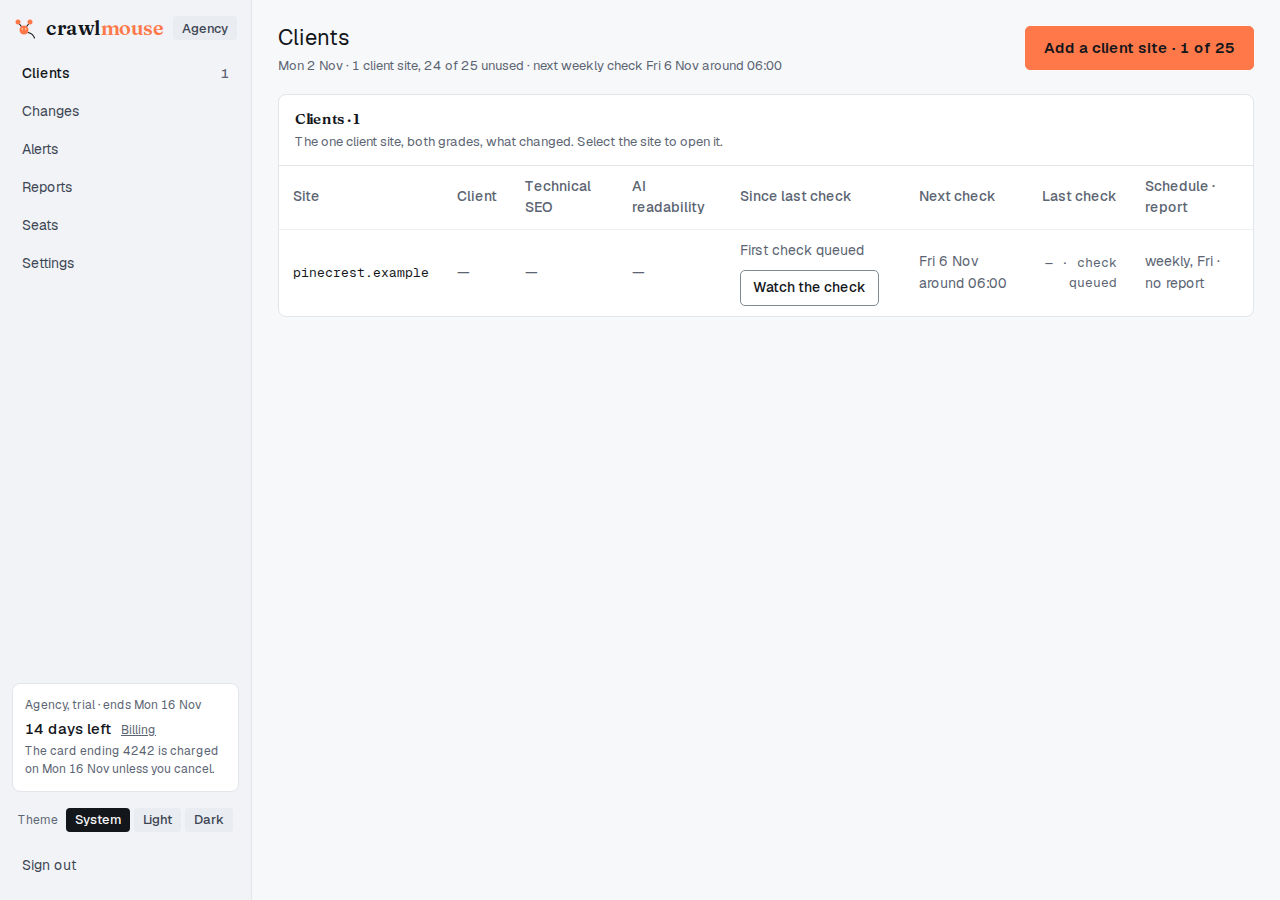 crawlmouse Agency
Clients 1
Changes
Alerts
Reports
Seats
Settings
Agency, trial · ends Mon 16 Nov
14 days left Billing
The card ending 4242 is charged
on Mon 16 Nov unless you cancel.
Theme System Light Dark
Sign out
Clients
Mon 2 Nov · 1 client site, 24 of 25 unused · next weekly check Fri 6 Nov around 06:00
Add a client site · 1 of 25
Clients · 1
The one client site, both grades, what changed. Select the site to open it.
Site
Client
Technical
SEO
AI
readability
Since last check
Next check
Last check
Schedule ·
report
pinecrest.example
—
—
—
First check queued
Watch the check
Fri 6 Nov
around 06:00
— · check
queued
weekly, Fri ·
no report